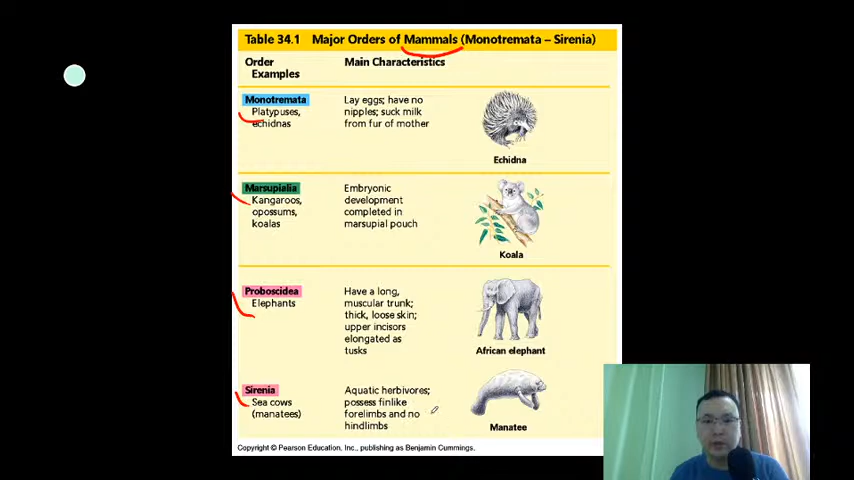 Table 34.1 Major Orders of Mammals (Monotremata – Sirenia)
Order
Examples
Main Characteristics
Monotremata
Platypuses,
echidnas
Lay eggs; have no
nipples; suck milk
from fur of mother
Echidna
Marsupialia
Kangaroos,
opossums,
koalas
Embryonic
development
completed in
marsupial pouch
Koala
Proboscidea
Elephants
Have a long,
muscular trunk;
thick, loose skin;
upper incisors
elongated as
tusks
African elephant
Sirenia
Sea cows
(manatees)
Aquatic herbivores;
possess finlike
forelimbs and no
hindlimbs
Manatee
Copyright © Pearson Education, Inc., publishing as Benjamin Cummings.